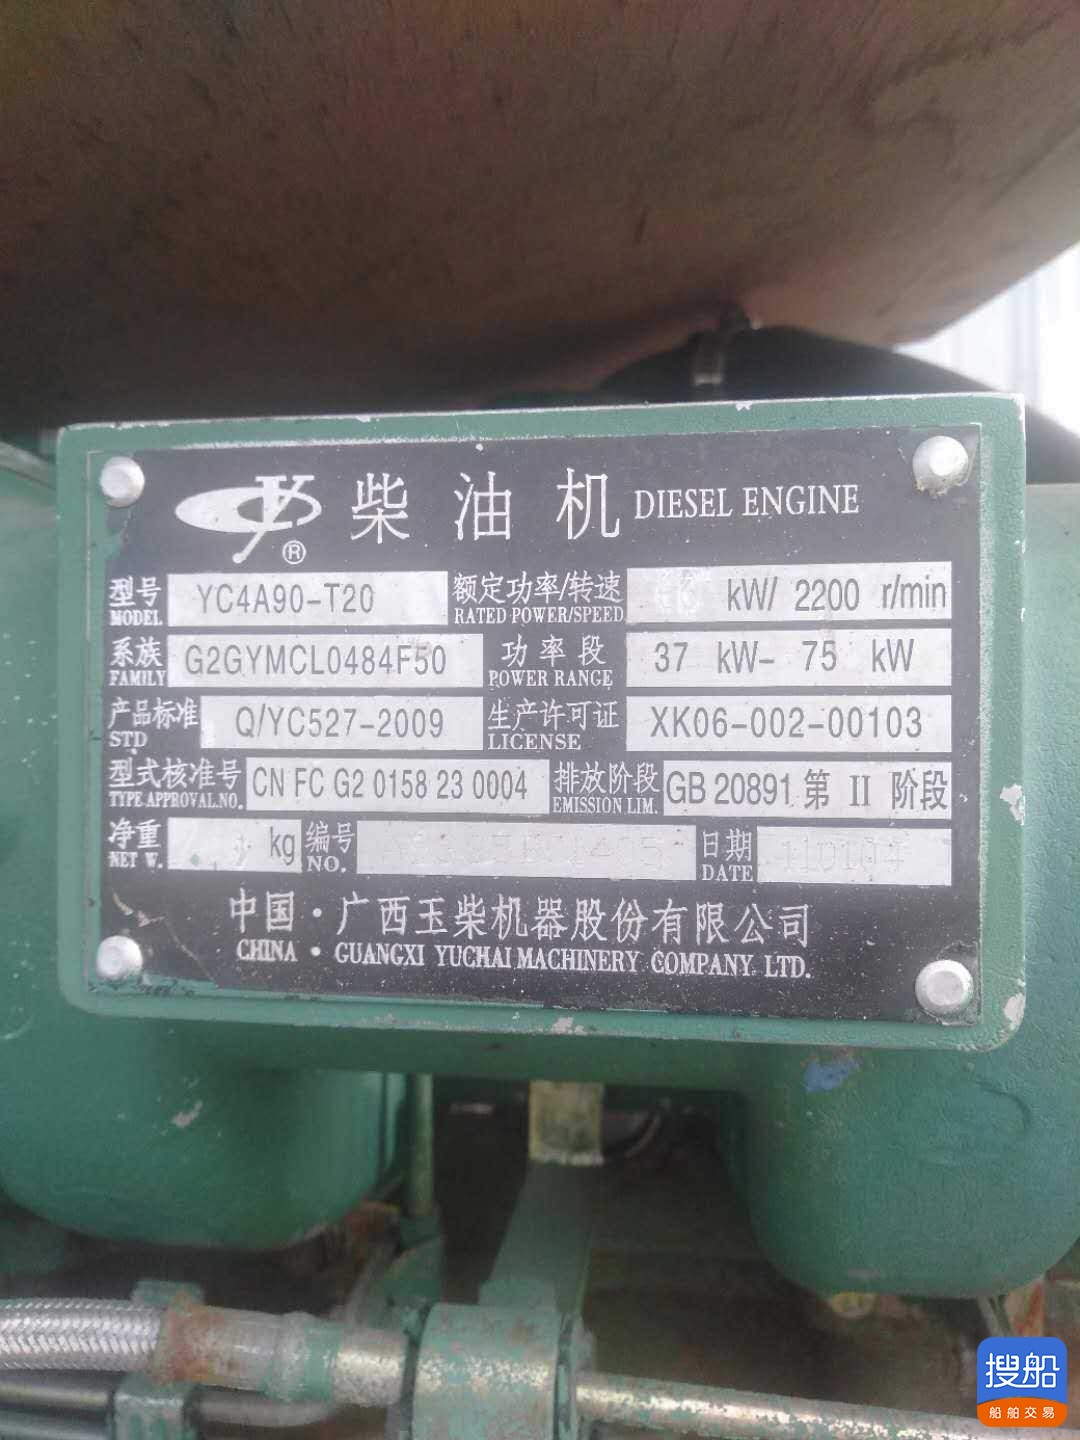 柴油机 DIESEL ENGINE
型号 MODEL YC4A90-T20 额定功率/转速 RATED POWER/SPEED kW/ 2200 r/min
系族 FAMILY G2GYMCL0484F50 功率段 POWER RANGE 37 kW- 75 kW
产品标准 STD Q/YC527-2009 生产许可证 LICENSE XK06-002-00103
型式核准号 TYPE APPROVAL.NO. CN FC G2 0158 23 0004 排放阶段 EMISSION LIM. GB 20891 第 II 阶段
净重 NET W. kg 编号 NO. 日期 DATE
中国·广西玉柴机器股份有限公司
CHINA · GUANGXI YUCHAI MACHINERY COMPANY. LTD.
搜船
船舶交易